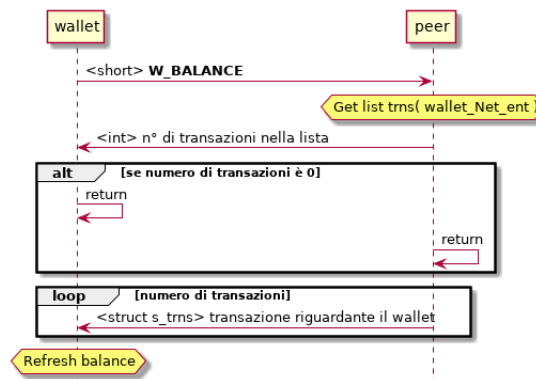 wallet
peer
<short> W_BALANCE
Get list trns( wallet_Net_ent )
<int> n° di transazioni nella lista
alt
[se numero di transazioni è 0]
return
return
loop
[numero di transazioni]
<struct s_trns> transazione riguardante il wallet
Refresh balance